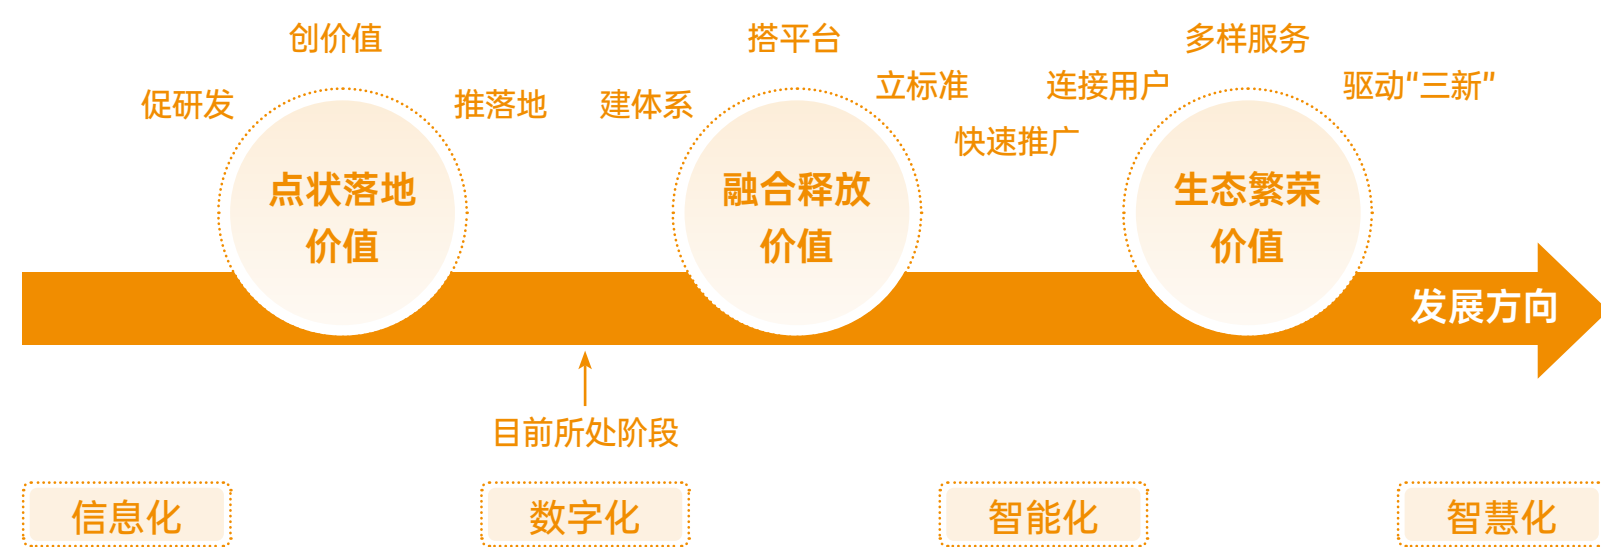 创价值
促研发
推落地
点状落地
价值
搭平台
建体系
立标准
快速推广
融合释放
价值
多样服务
连接用户
驱动“三新”
生态繁荣
价值
发展方向
目前所处阶段
信息化
数字化
智能化
智慧化